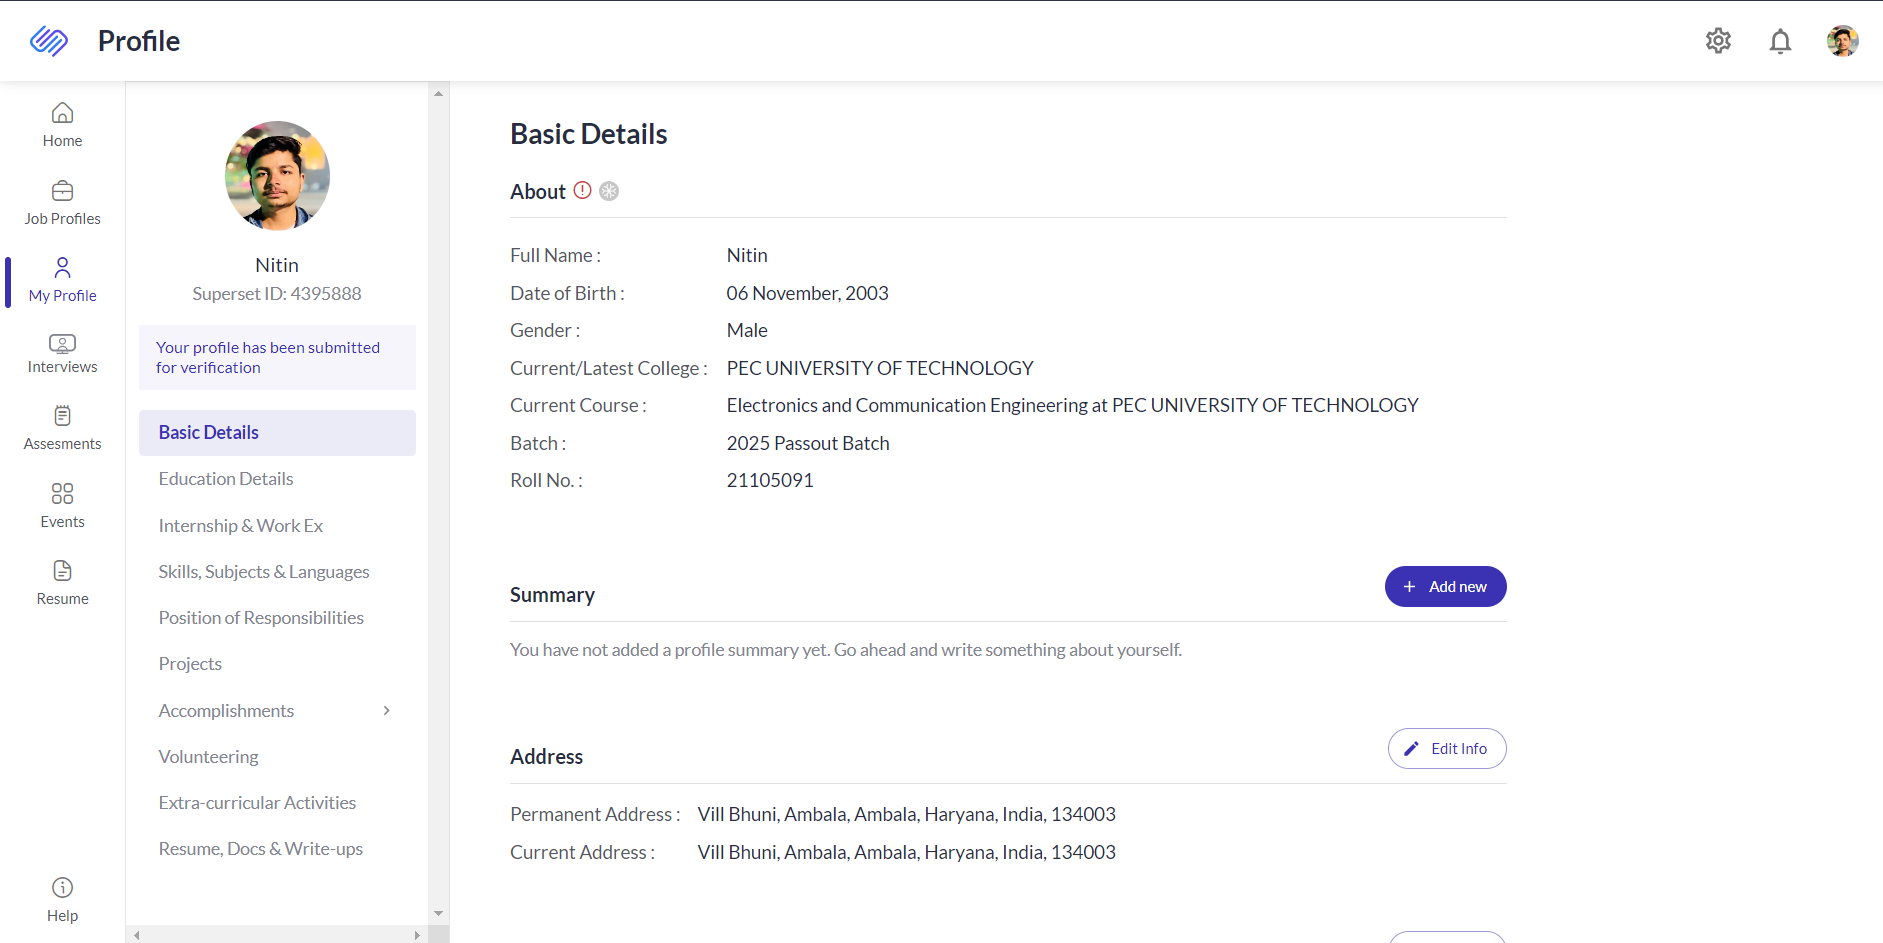 Profile
Home
Job Profiles
My Profile
Interviews
Assesments
Events
Resume
Help
Nitin
Superset ID: 4395888
Your profile has been submitted
for verification
Basic Details
Education Details
Internship & Work Ex
Skills, Subjects & Languages
Position of Responsibilities
Projects
Accomplishments
Volunteering
Extra-curricular Activities
Resume, Docs & Write-ups
Basic Details
About
Full Name : Nitin
Date of Birth : 06 November, 2003
Gender : Male
Current/Latest College : PEC UNIVERSITY OF TECHNOLOGY
Current Course : Electronics and Communication Engineering at PEC UNIVERSITY OF TECHNOLOGY
Batch : 2025 Passout Batch
Roll No. : 21105091
Summary
+ Add new
You have not added a profile summary yet. Go ahead and write something about yourself.
Address
Edit Info
Permanent Address : Vill Bhuni, Ambala, Ambala, Haryana, India, 134003
Current Address : Vill Bhuni, Ambala, Ambala, Haryana, India, 134003